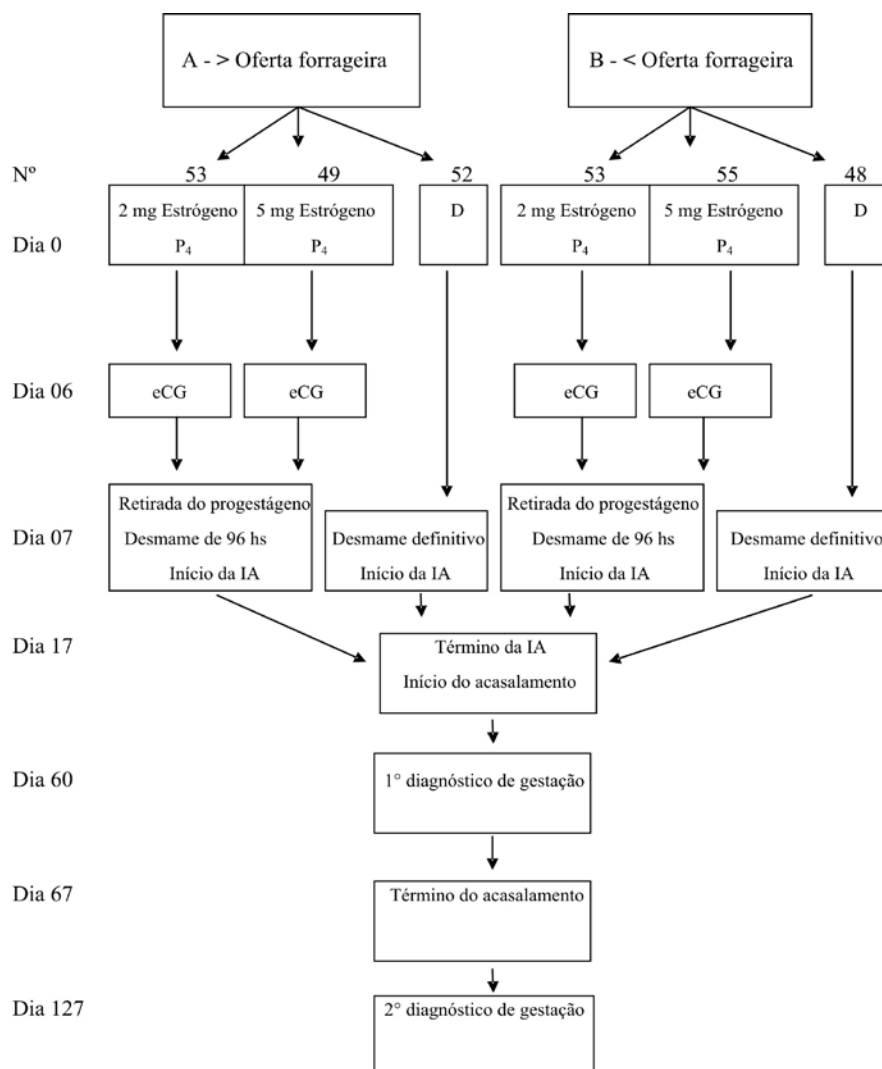 A - > Oferta forrageira
B - < Oferta forrageira
Nº
53
49
52
53
55
48
Dia 0
2 mg Estrógeno
P₄
5 mg Estrógeno
P₄
D
2 mg Estrógeno
P₄
5 mg Estrógeno
P₄
D
Dia 06
eCG
eCG
eCG
eCG
Dia 07
Retirada do progestágeno
Desmame de 96 hs
Início da IA
Desmame definitivo
Início da IA
Retirada do progestágeno
Desmame de 96 hs
Início da IA
Desmame definitivo
Início da IA
Dia 17
Término da IA
Início do acasalamento
Dia 60
1° diagnóstico de gestação
Dia 67
Término do acasalamento
Dia 127
2° diagnóstico de gestação